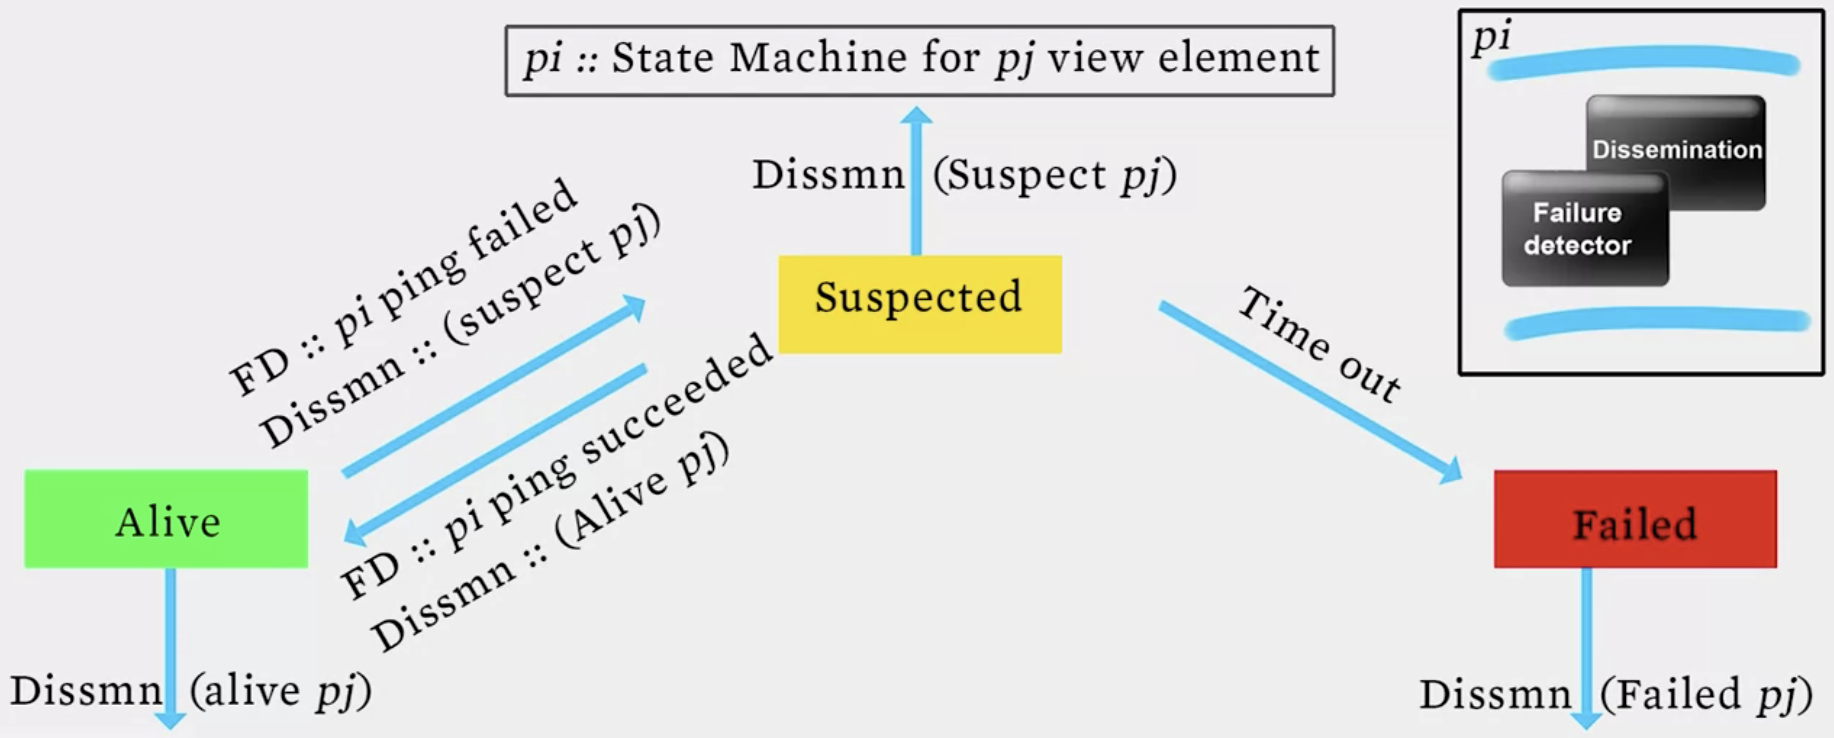 pi :: State Machine for pj view element
pi
Dissemination
Failure
detector
Dissmn (Suspect pj)
FD :: pi ping failed
Dissmn :: (suspect pj)
Suspected
Time out
FD :: pi ping succeeded
Dissmn :: (Alive pj)
Alive
Failed
Dissmn (alive pj)
Dissmn (Failed pj)